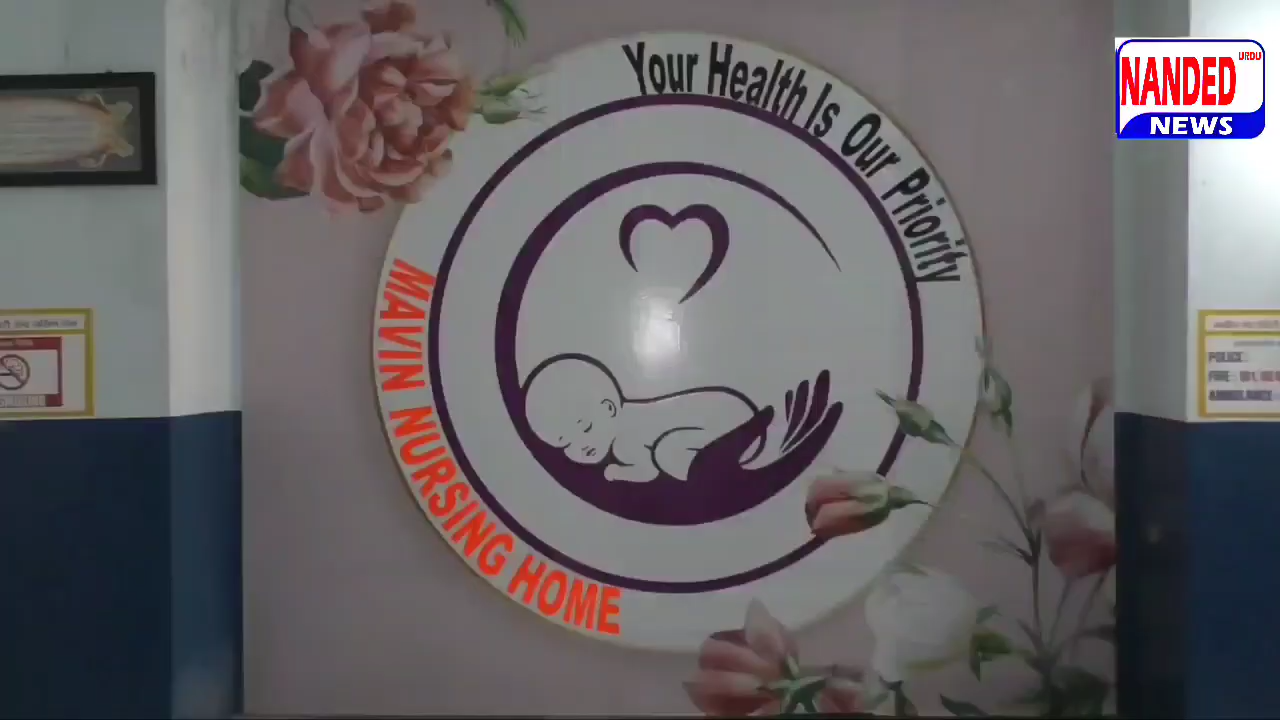 Your Health Is Our Priority
MAVIN NURSING HOME
NANDED
URDU
NEWS
POLICE
FIRE
AMBULANCE